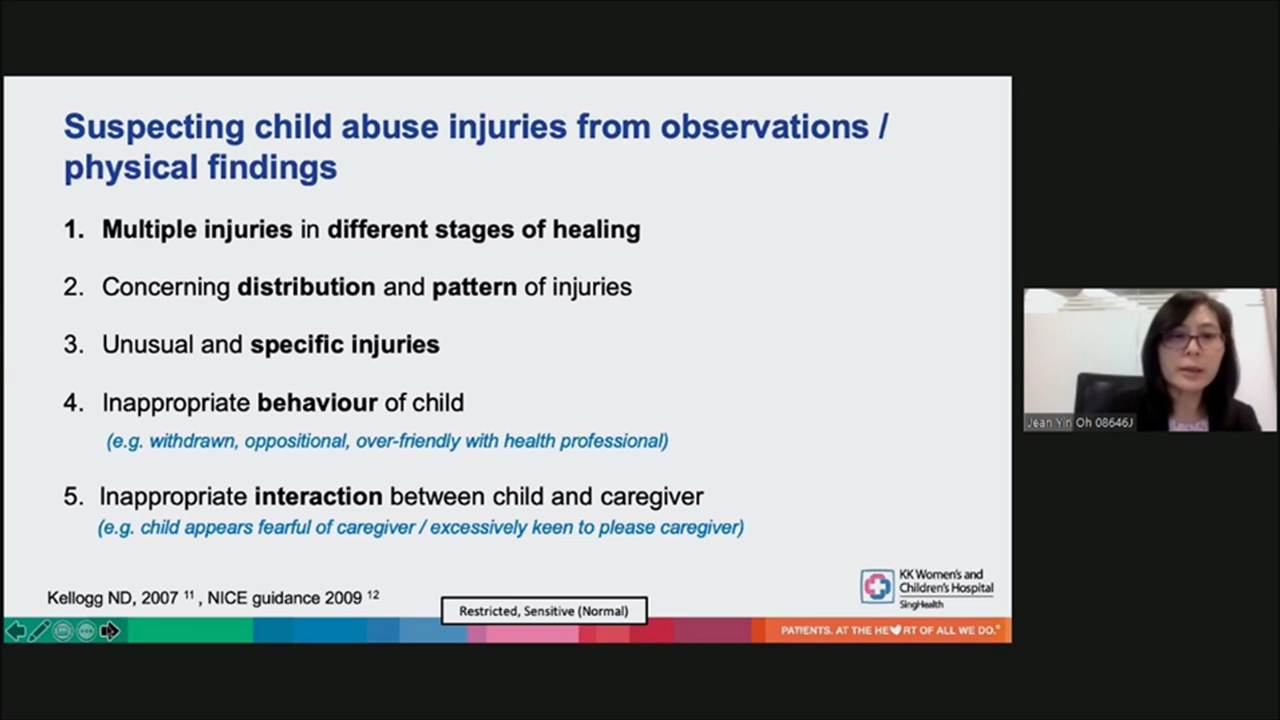 Suspecting child abuse injuries from observations /
physical findings
1. Multiple injuries in different stages of healing
2. Concerning distribution and pattern of injuries
3. Unusual and specific injuries
4. Inappropriate behaviour of child
(e.g. withdrawn, oppositional, over-friendly with health professional)
5. Inappropriate interaction between child and caregiver
(e.g. child appears fearful of caregiver / excessively keen to please caregiver)
Kellogg ND, 2007 11 , NICE guidance 2009 12
Restricted, Sensitive (Normal)
KK Women's and
Children's Hospital
SingHealth
PATIENTS. AT THE HE RT OF ALL WE DO.®
Jean Yin Oh 08646J